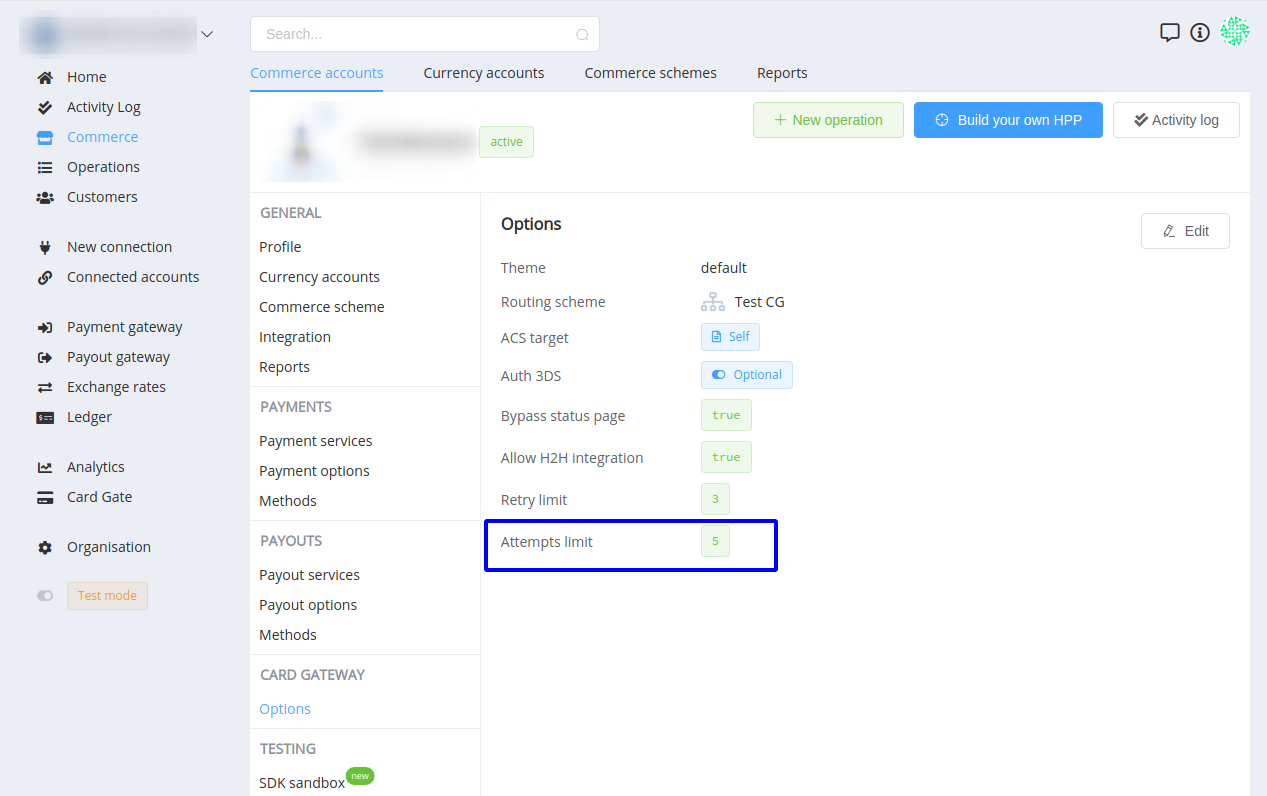 Search...
Home
Activity Log
Commerce
Operations
Customers
New connection
Connected accounts
Payment gateway
Payout gateway
Exchange rates
Ledger
Analytics
Card Gate
Organisation
Test mode
Commerce accounts Currency accounts Commerce schemes Reports
active
New operation
Build your own HPP
Activity log
GENERAL
Profile
Currency accounts
Commerce scheme
Integration
Reports
PAYMENTS
Payment services
Payment options
Methods
PAYOUTS
Payout services
Payout options
Methods
CARD GATEWAY
Options
TESTING
SDK sandbox new
Options
Edit
Theme default
Routing scheme Test CG
ACS target Self
Auth 3DS Optional
Bypass status page true
Allow H2H integration true
Retry limit 3
Attempts limit 5